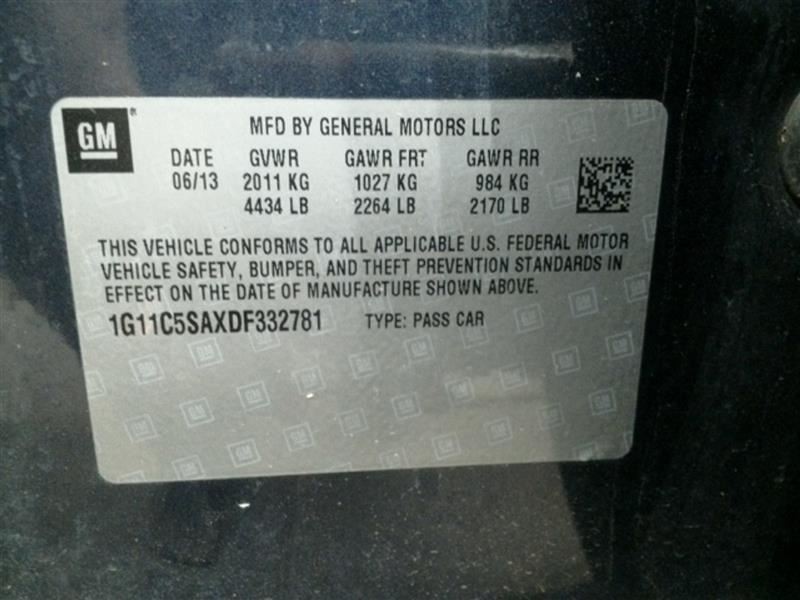 GM
MFD BY GENERAL MOTORS LLC
DATE GVWR GAWR FRT GAWR RR
06/13 2011 KG 1027 KG 984 KG
4434 LB 2264 LB 2170 LB
THIS VEHICLE CONFORMS TO ALL APPLICABLE U.S. FEDERAL MOTOR
VEHICLE SAFETY, BUMPER, AND THEFT PREVENTION STANDARDS IN
EFFECT ON THE DATE OF MANUFACTURE SHOWN ABOVE.
1G11C5SAXDF332781 TYPE: PASS CAR